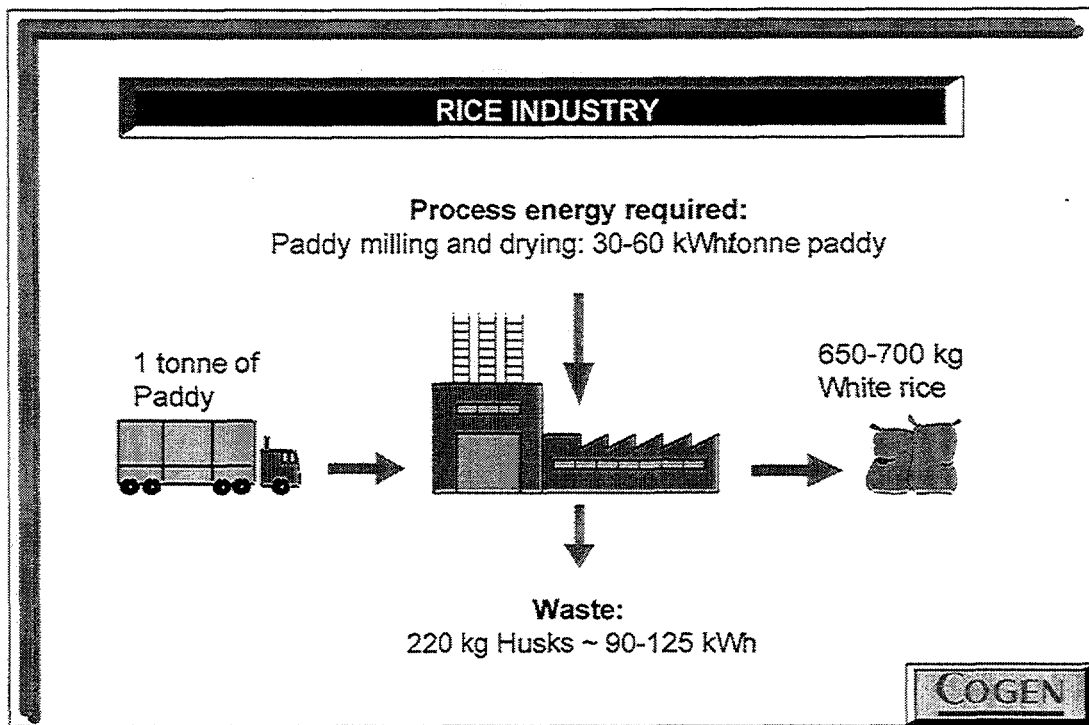 RICE INDUSTRY
Process energy required:
Paddy milling and drying: 30-60 kWh/tonne paddy
1 tonne of
Paddy
650-700 kg
White rice
Waste:
220 kg Husks ~ 90-125 kWh
COGEN